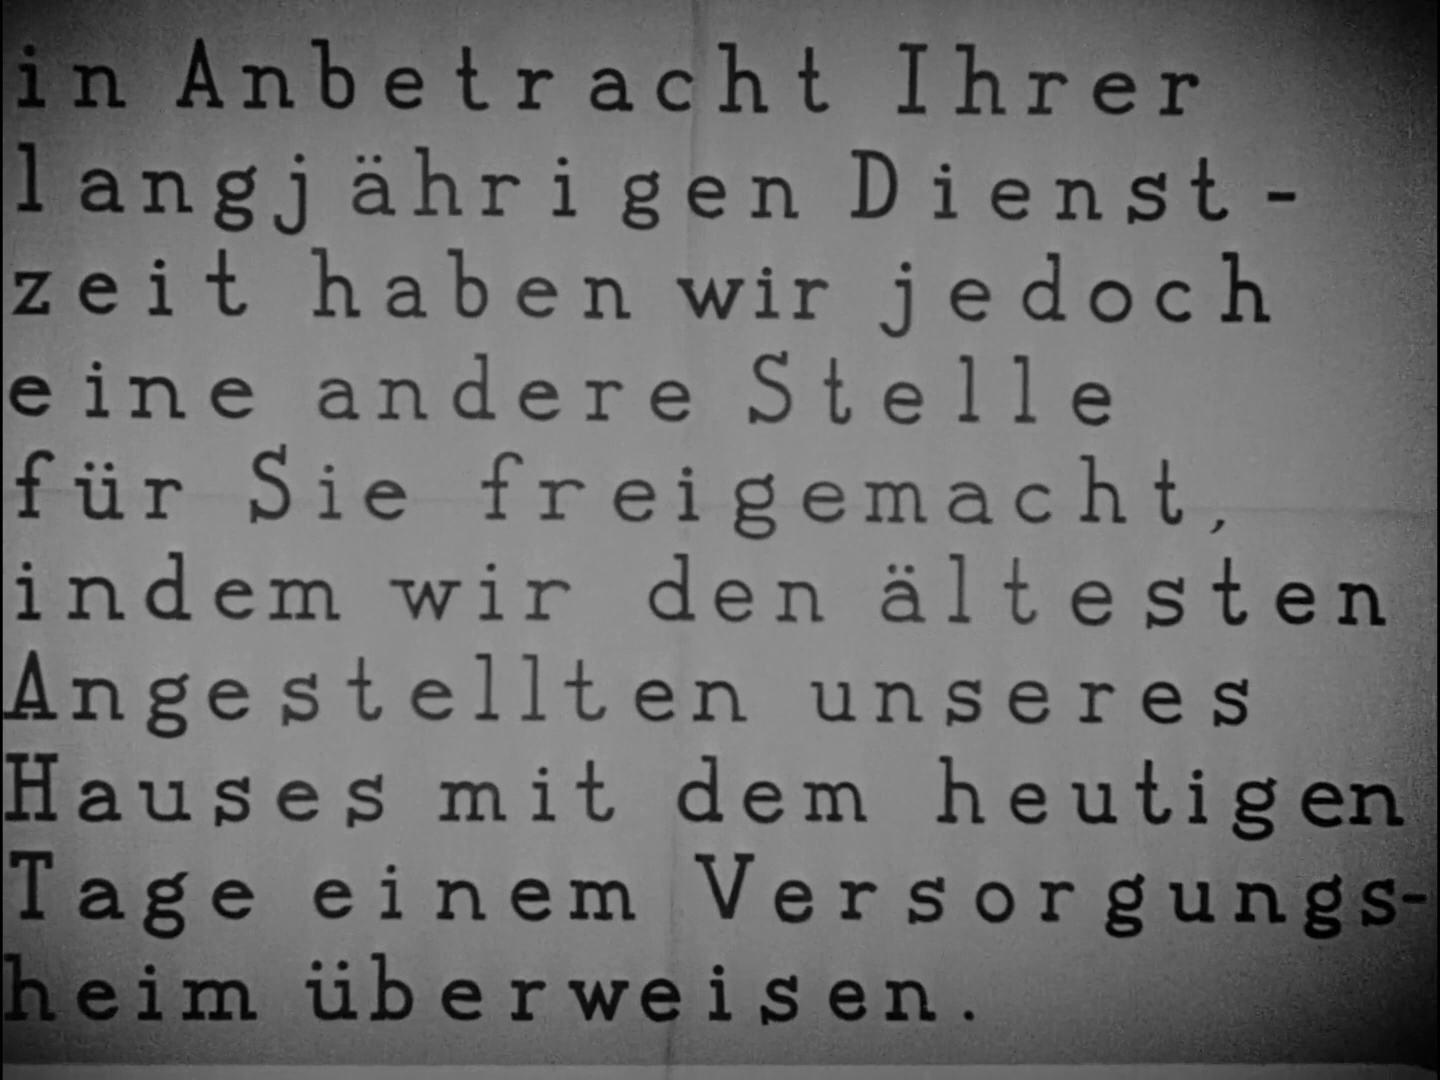 in Anbetracht Ihrer
langjährigen Dienst-
zeit haben wir jedoch
eine andere Stelle
für Sie freigemacht,
indem wir den ältesten
Angestellten unseres
Hauses mit dem heutigen
Tage einem Versorgungs-
heim überweisen.